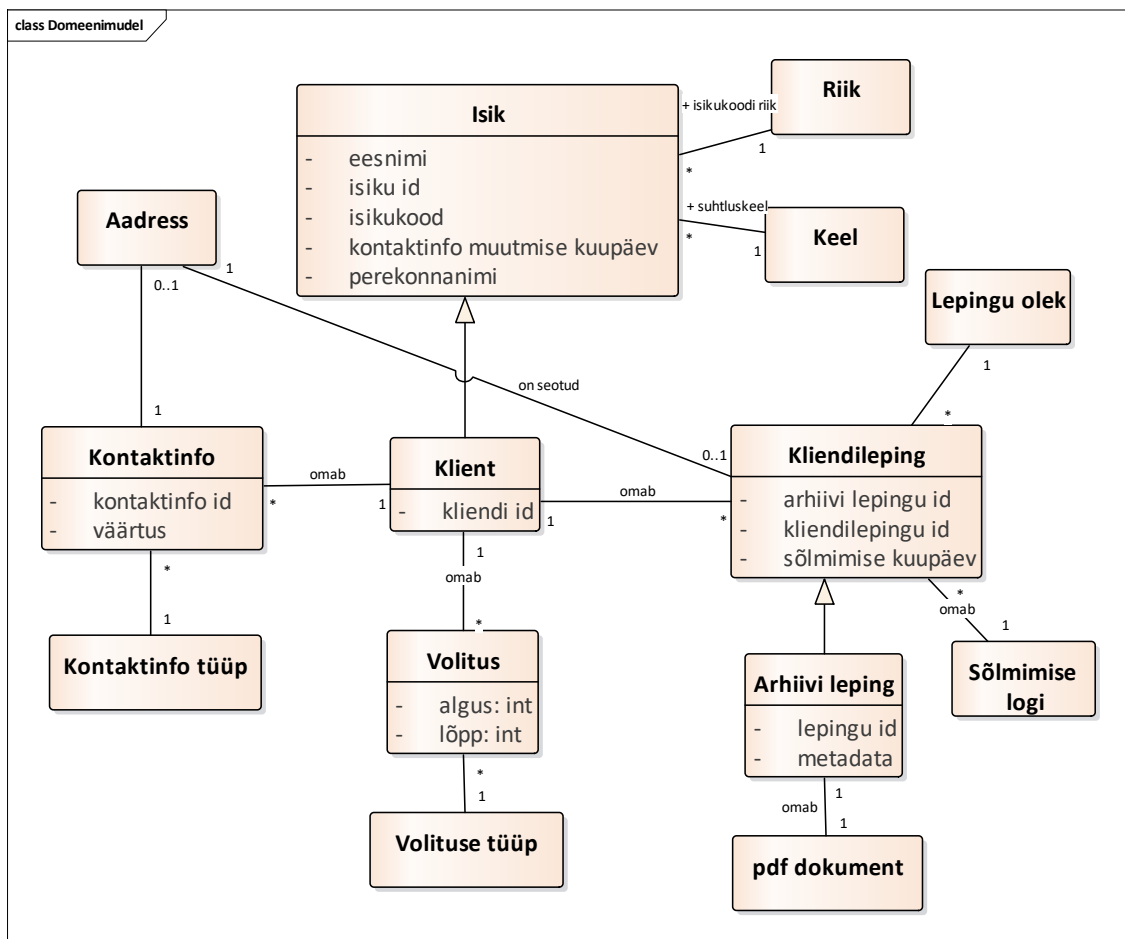 class Domeenimudel
Isik
- eesnimi
- isiku id
- isikukood
- kontaktinfo muutmise kuupäev
- perekonnanimi
Riik
+ isikukoodi riik
1
*
+ suhtluskeel
*
1
Keel
Aadress
1
0..1
Lepingu olek
1
*
on seotud
1
0..1
Kontaktinfo
- kontaktinfo id
- väärtus
omab
*
1
Klient
- kliendi id
omab
1
*
Kliendileping
- arhiivi lepingu id
- kliendilepingu id
- sõlmimise kuupäev
*
1
Kontaktinfo tüüp
1
omab
*
Volitus
- algus: int
- lõpp: int
*
1
Volituse tüüp
*
omab
1
Sõlmimise
logi
Arhiivi leping
- lepingu id
- metadata
1
omab
1
pdf dokument